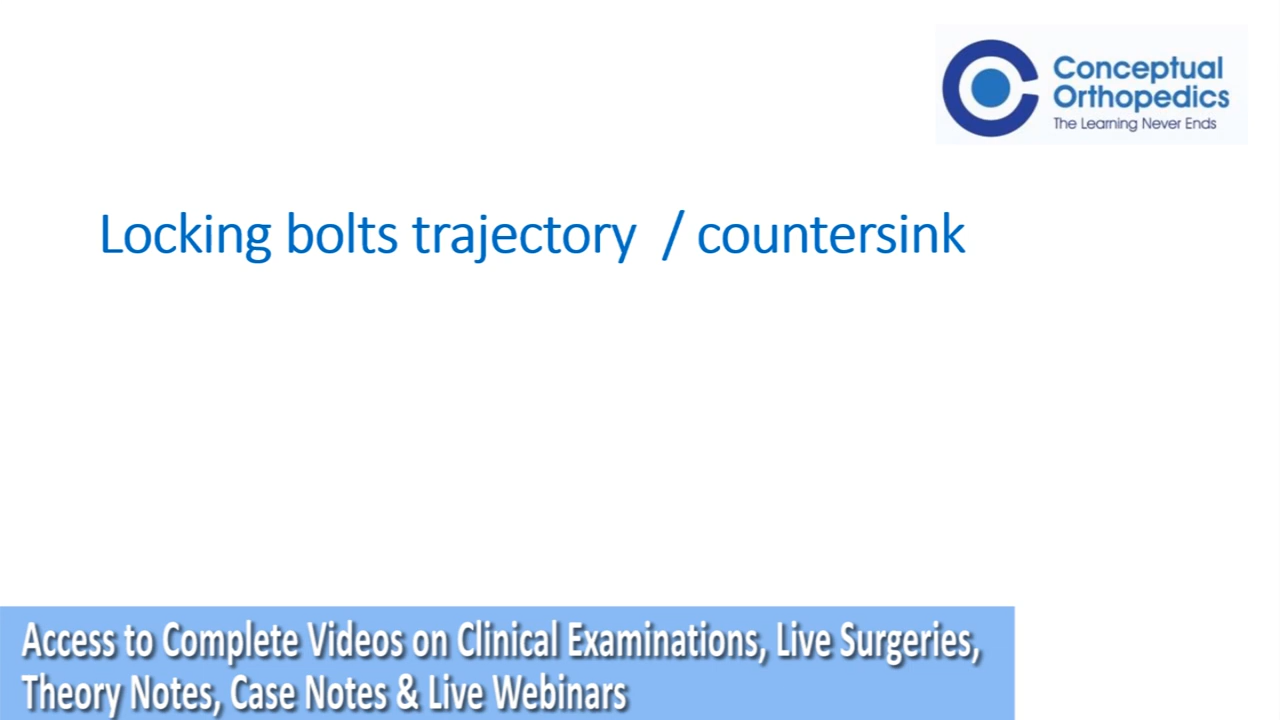 Conceptual
Orthopedics
The Learning Never Ends
Locking bolts trajectory / countersink
Access to Complete Videos on Clinical Examinations, Live Surgeries,
Theory Notes, Case Notes & Live Webinars